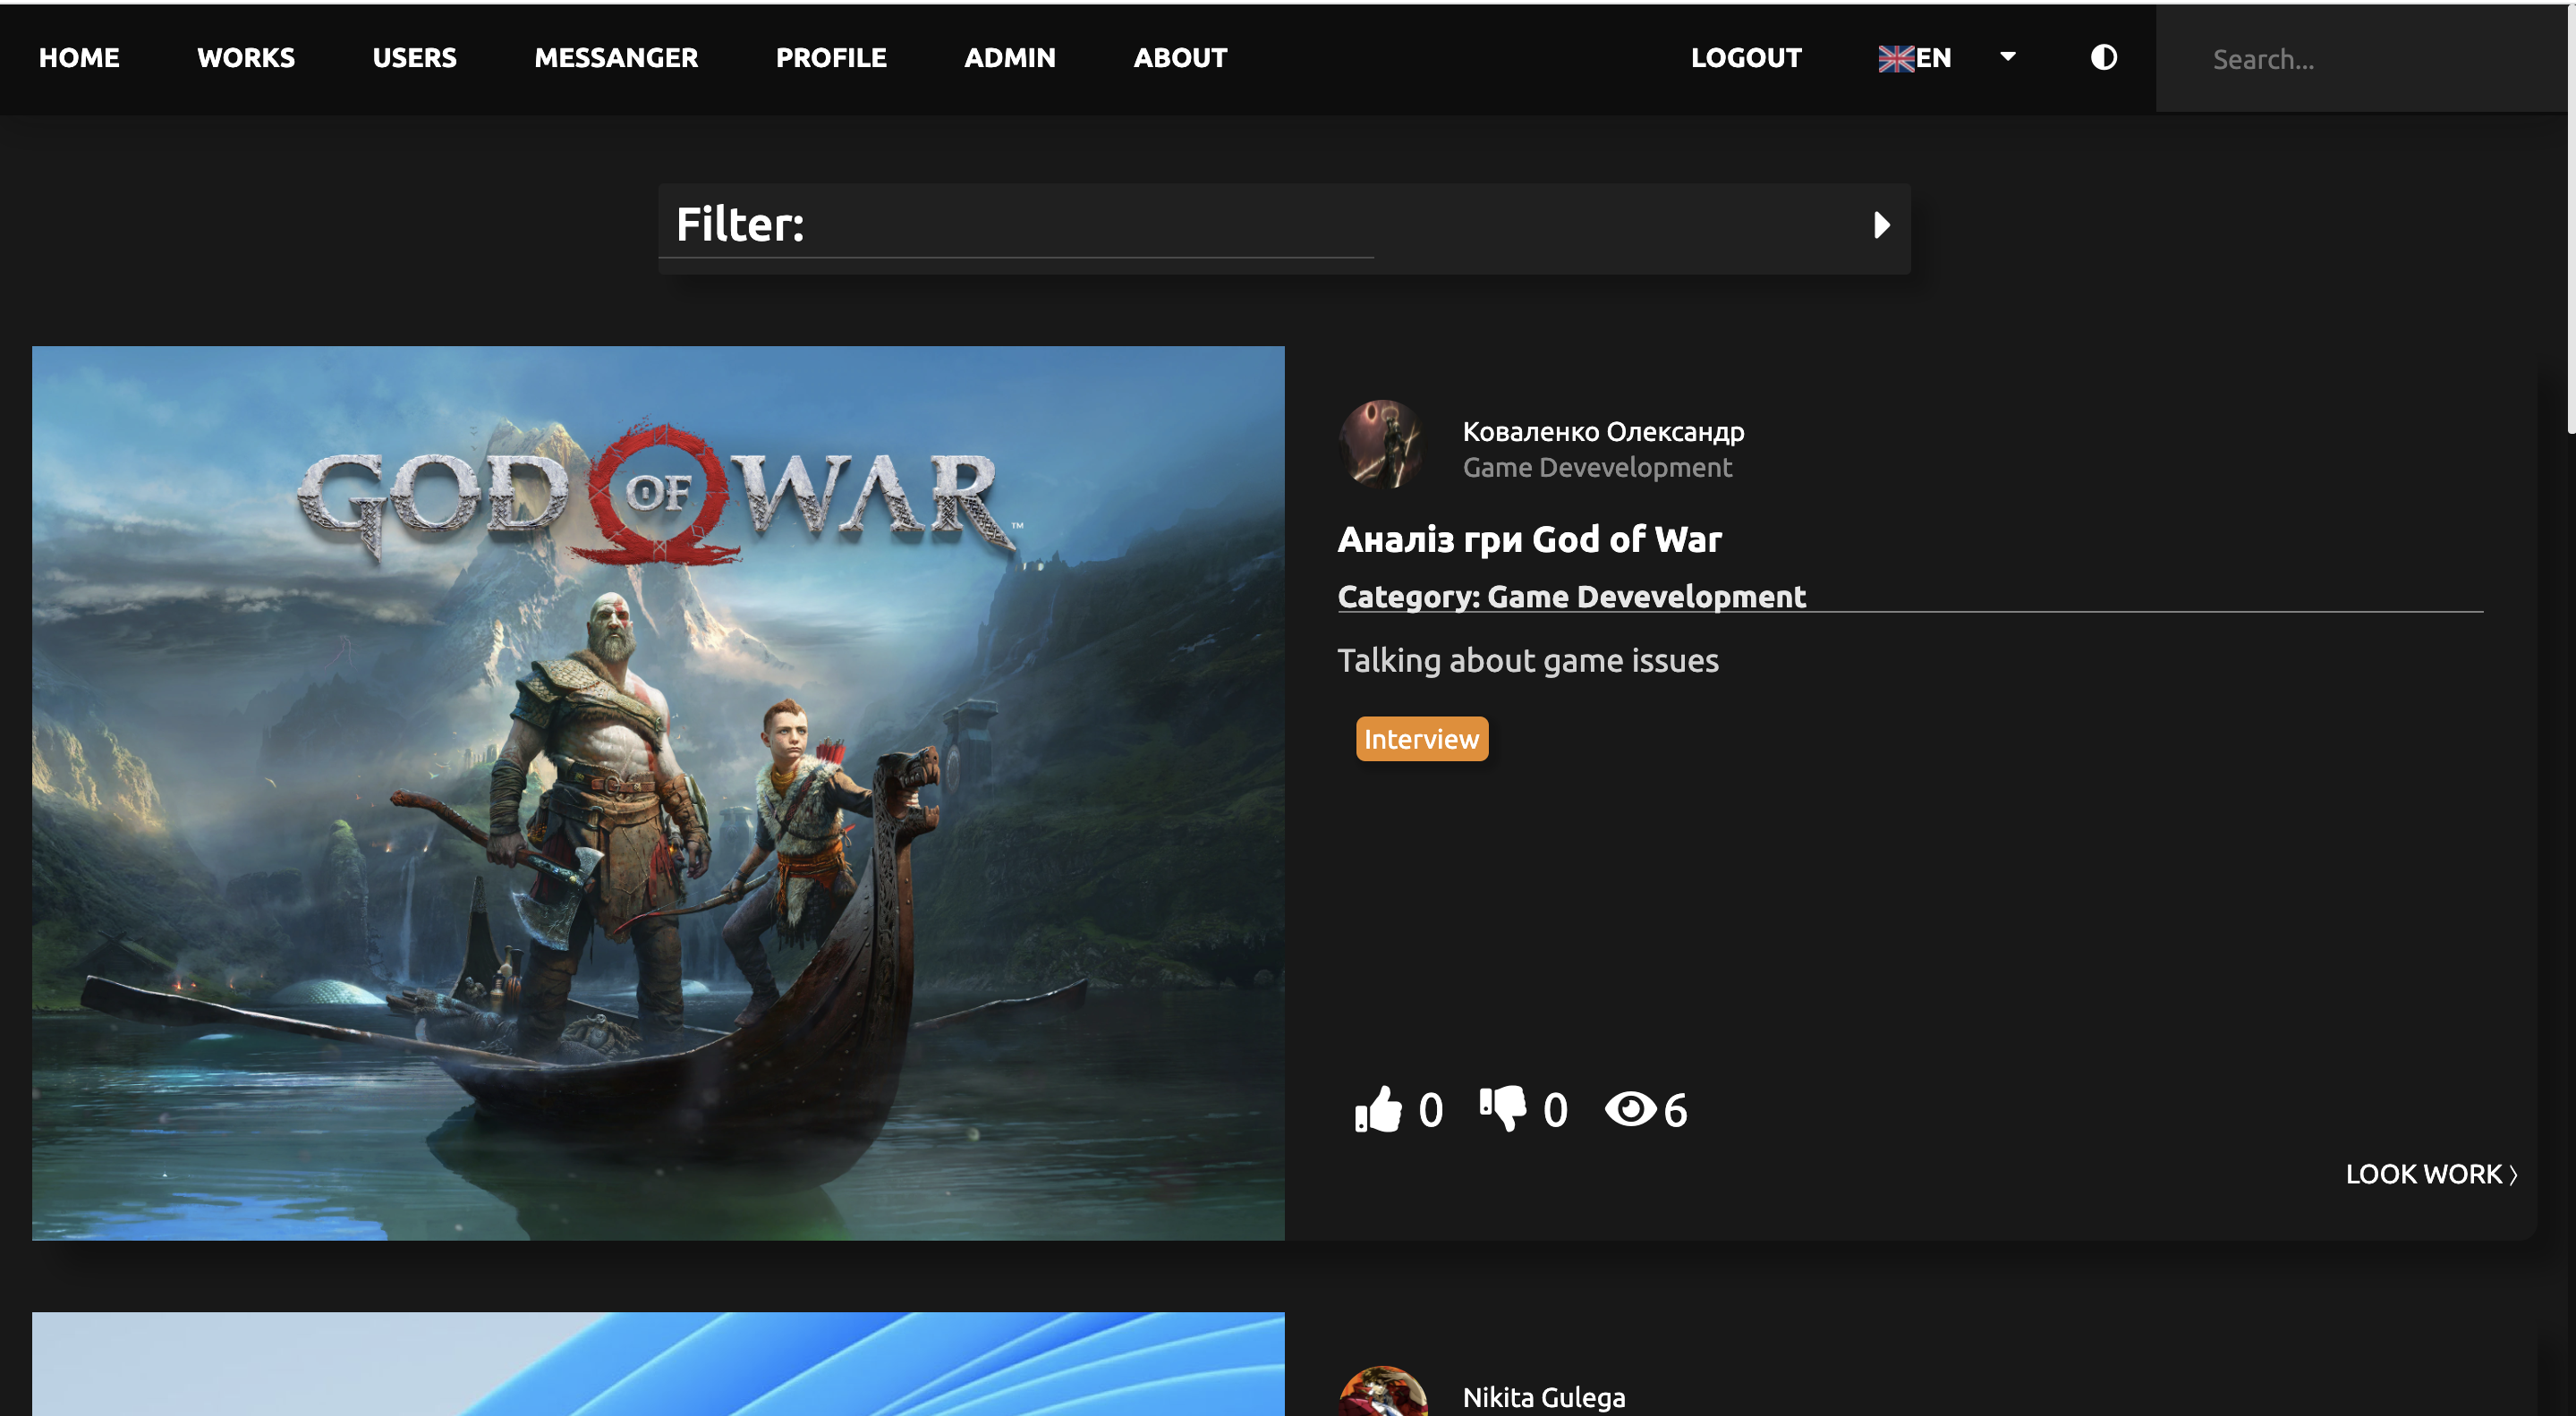 HOME WORKS USERS MESSANGER PROFILE ADMIN ABOUT LOGOUT EN Search...
Filter:
GOD OF WAR™
Коваленко Олександр
Game Devevelopment
Аналіз гри God of War
Category: Game Devevelopment
Talking about game issues
Interview
0 0 6
LOOK WORK 〉
Nikita Gulega